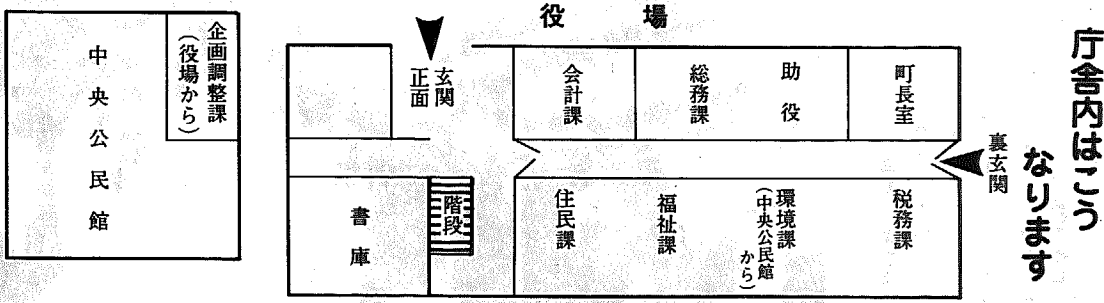 庁舎内はこう
なります
役場
町長室
助役
総務課
会計課
正面
玄関
裏玄関
税務課
環境課
(中央公民館
から)
福祉課
住民課
階段
書庫
企画調整課
(役場から)
中央公民館